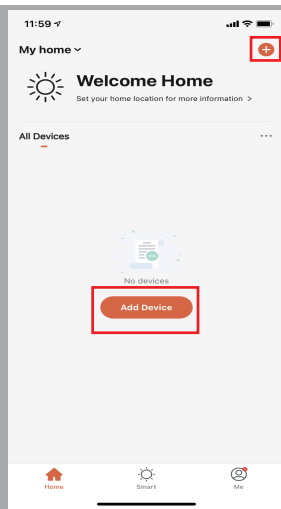 11:59
My home
Welcome Home
Set your home location for more information >
All Devices
No devices
Add Device
Home
Smart
Me